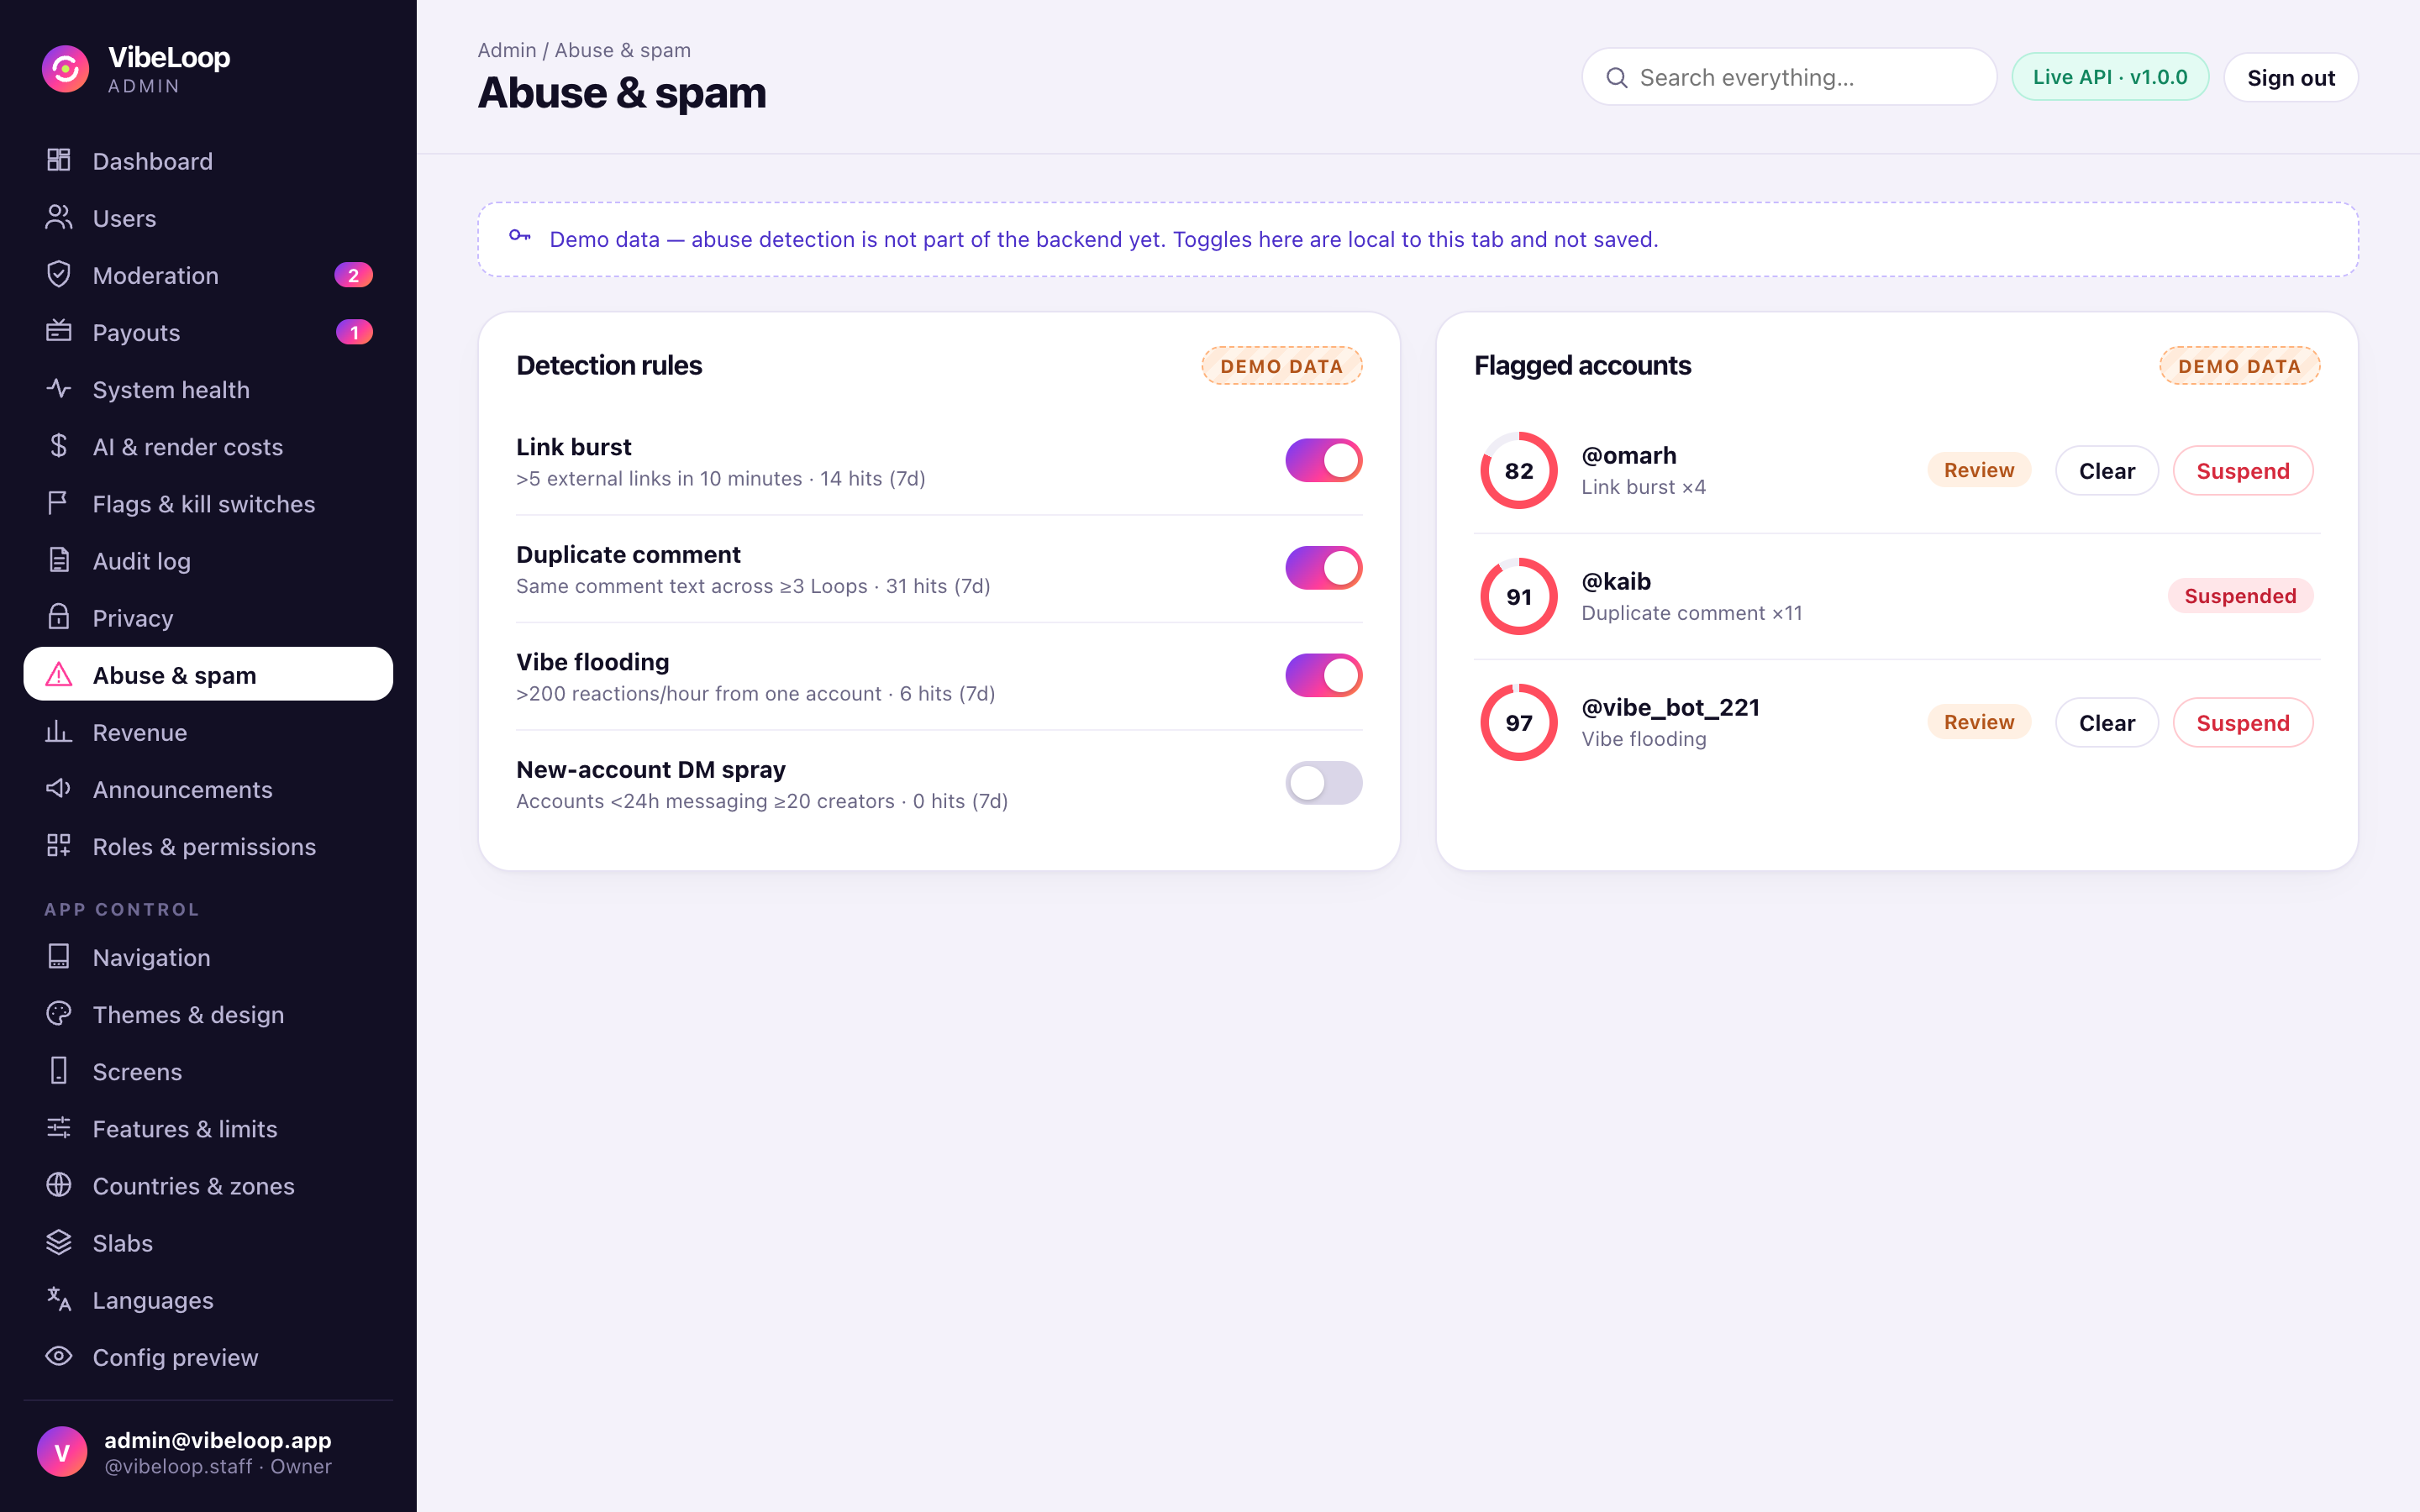 VibeLoop
ADMIN
Dashboard
Users
Moderation 2
Payouts 1
System health
AI & render costs
Flags & kill switches
Audit log
Privacy
Abuse & spam
Revenue
Announcements
Roles & permissions
APP CONTROL
Navigation
Themes & design
Screens
Features & limits
Countries & zones
Slabs
Languages
Config preview
V
admin@vibeloop.app
@vibeloop.staff · Owner
Admin / Abuse & spam
Abuse & spam
Search everything...
Live API · v1.0.0
Sign out
Demo data — abuse detection is not part of the backend yet. Toggles here are local to this tab and not saved.
Detection rules
DEMO DATA
Link burst
>5 external links in 10 minutes · 14 hits (7d)
Duplicate comment
Same comment text across ≥3 Loops · 31 hits (7d)
Vibe flooding
>200 reactions/hour from one account · 6 hits (7d)
New-account DM spray
Accounts <24h messaging ≥20 creators · 0 hits (7d)
Flagged accounts
DEMO DATA
82
@omarh
Link burst ×4
Review
Clear
Suspend
91
@kaib
Duplicate comment ×11
Suspended
97
@vibe_bot_221
Vibe flooding
Review
Clear
Suspend